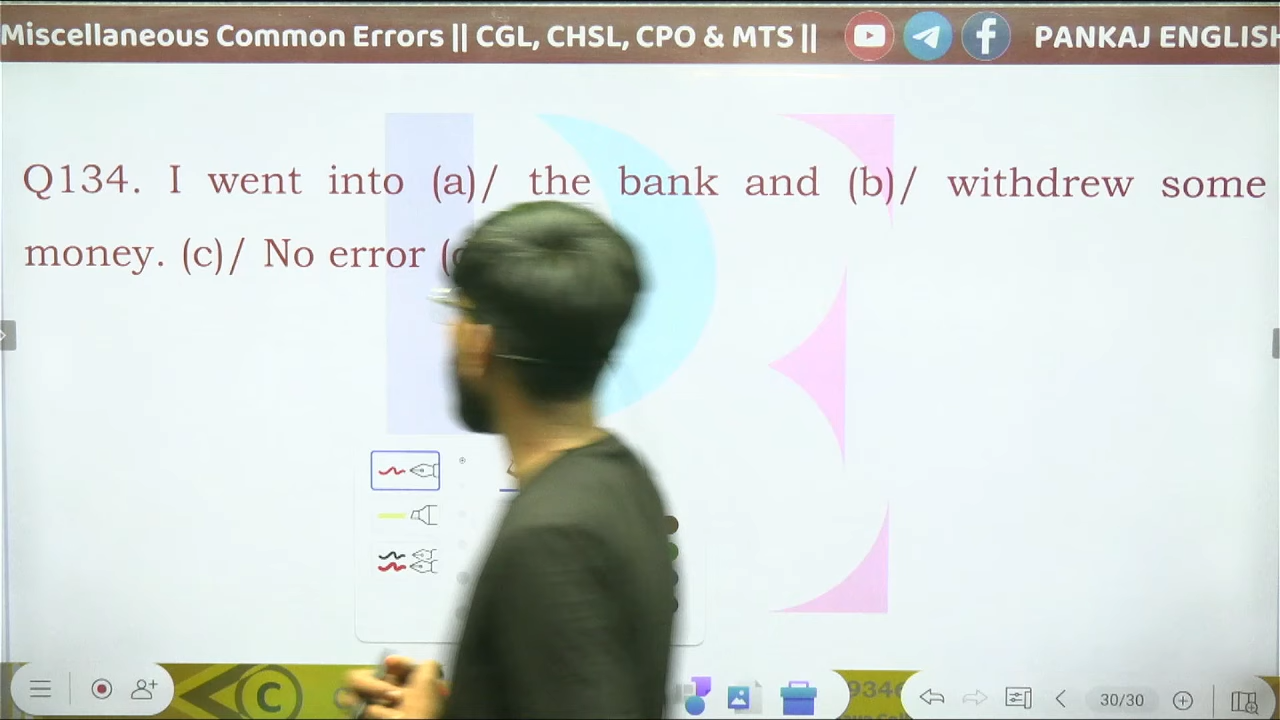 Miscellaneous Common Errors || CGL, CHSL, CPO & MTS || PANKAJ ENGLISH
Q134. I went into (a)/ the bank and (b)/ withdrew some
money. (c)/ No error (
30/30
C